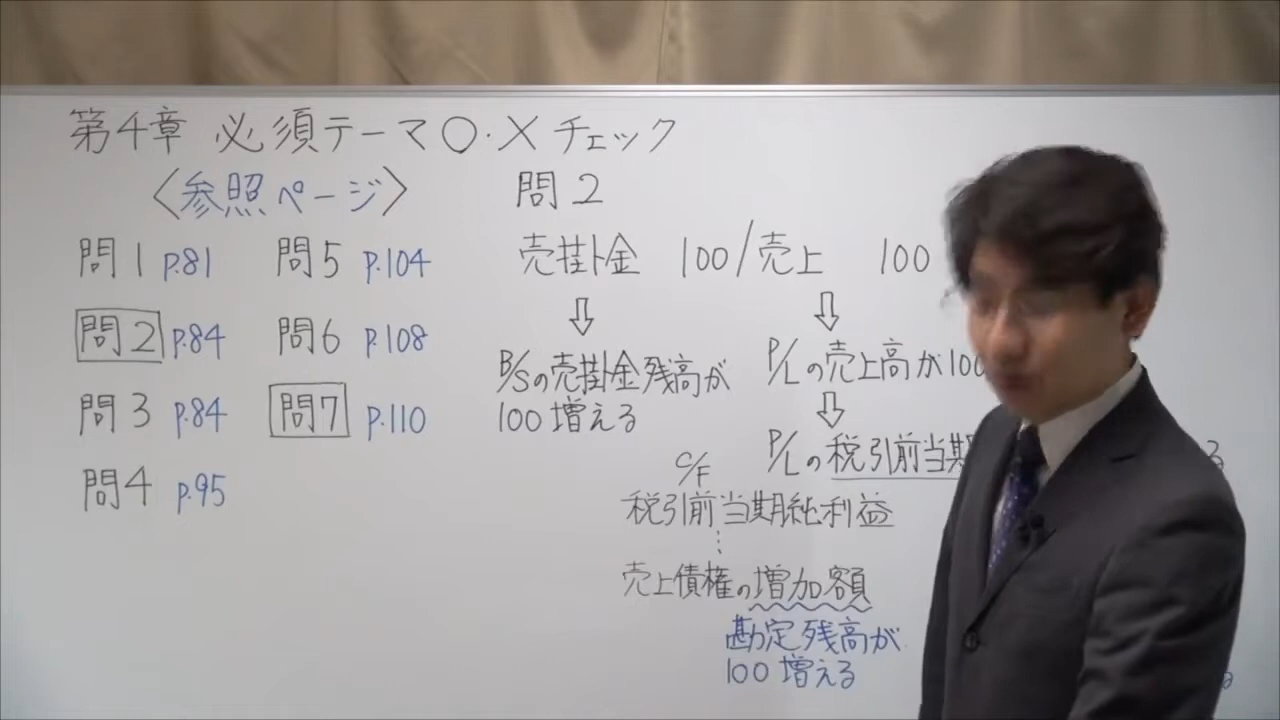 第4章 必須テーマ○・×チェック
〈参照ページ〉
問1 P.81
問2 P.84
問3 P.84
問4 P.95
問5 P.104
問6 P.108
問7 P.110
問2
売掛金 100/売上 100
⇩
B/Sの売掛金残高が
100増える
⇩
P/Lの売上高が100
⇩
P/Lの税引前当期
C/F
税引前当期純利益
⋮
売上債権の増加額
勘定残高が
100増える
る
る